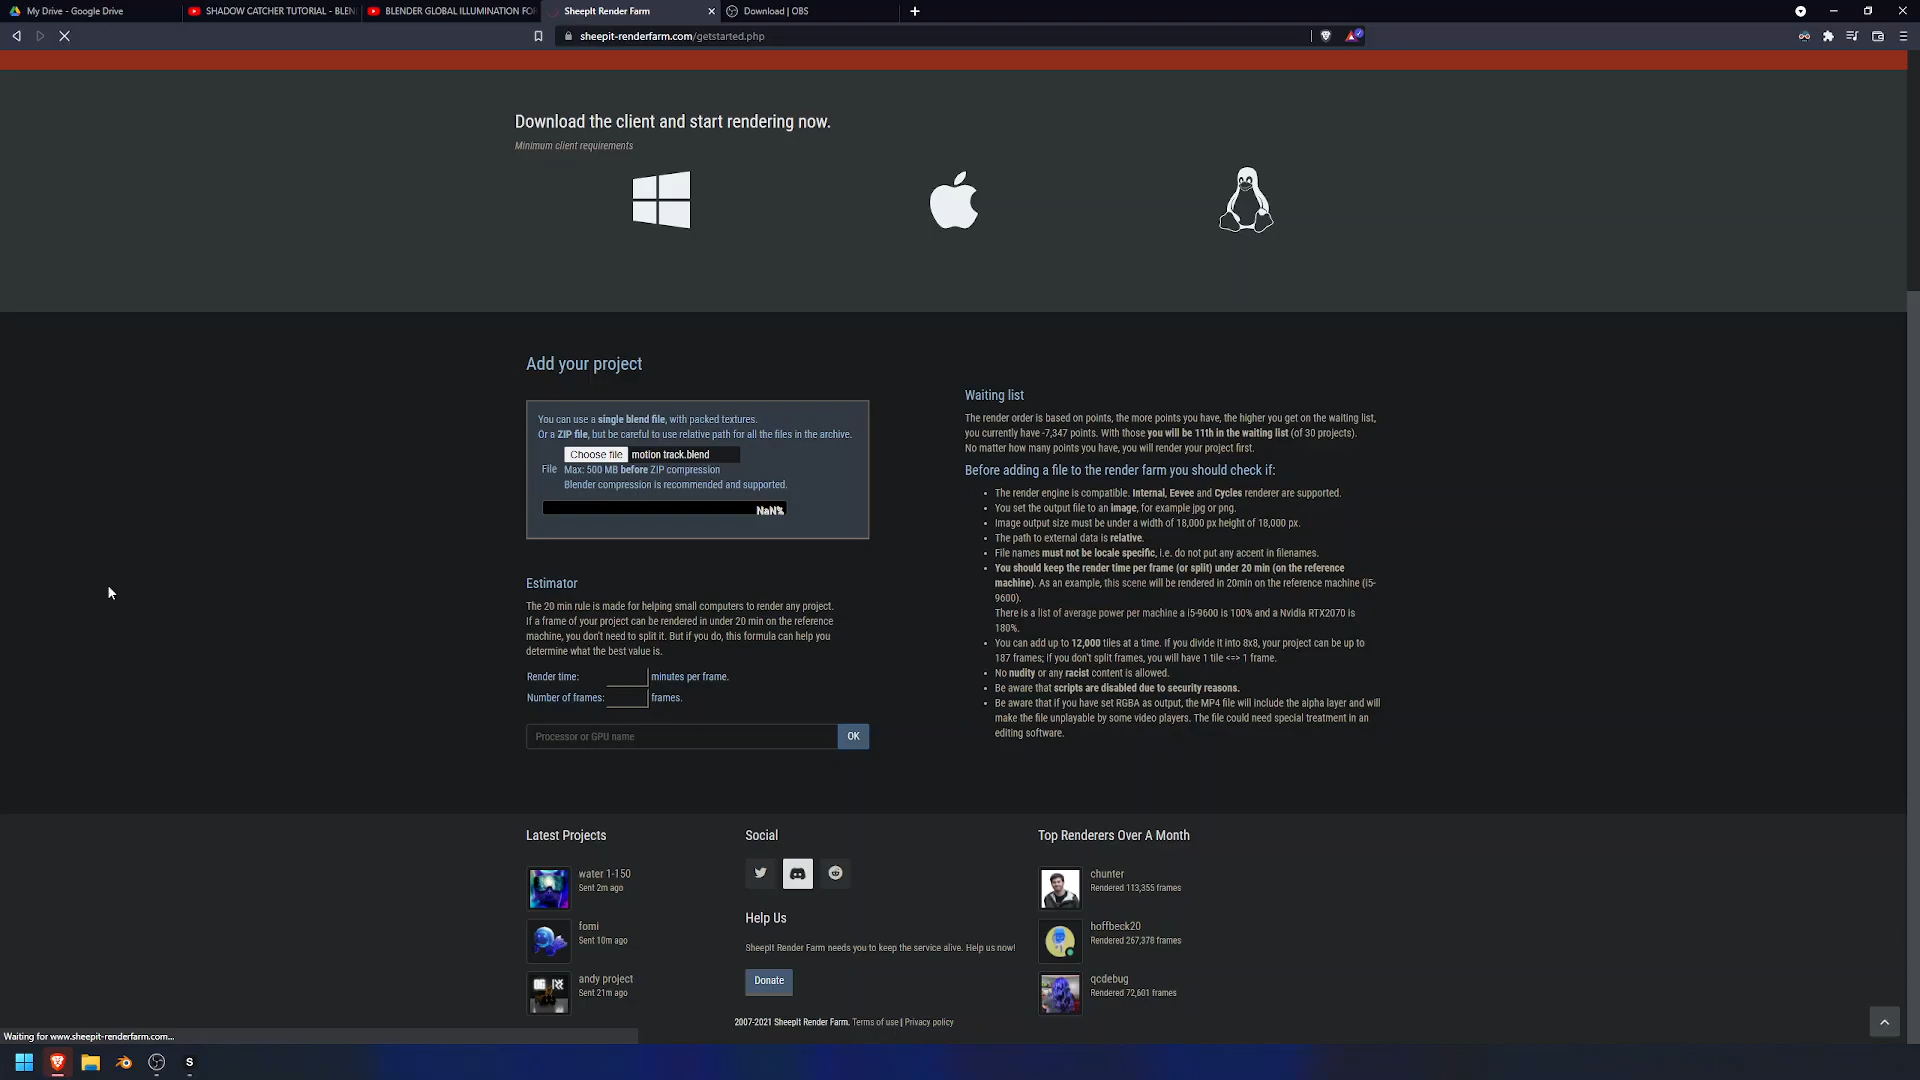 My Drive - Google Drive
SHADOW CATCHER TUTORIAL - BLEN
BLENDER GLOBAL ILLUMINATION FO
SheepIt Render Farm
Download | OBS
sheepit-renderfarm.com/getstarted.php
Download the client and start rendering now.
Minimum client requirements
Add your project
You can use a single blend file, with packed textures.
Or a ZIP file, but be careful to use relative path for all the files in the archive.
Choose file motion track.blend
File Max: 500 MB before ZIP compression
Blender compression is recommended and supported.
NaN%
Estimator
The 20 min rule is made for helping small computers to render any project.
If a frame of your project can be rendered in under 20 min on the reference
machine, you don't need to split it. But if you do, this formula can help you
determine what the best value is.
Render time: minutes per frame.
Number of frames: frames.
Processor or GPU name
OK
Waiting list
The render order is based on points, the more points you have, the higher you get on the waiting list,
you currently have -7,347 points. With those you will be 11th in the waiting list (of 30 projects).
No matter how many points you have, you will render your project first.
Before adding a file to the render farm you should check if:
• The render engine is compatible. Internal, Eevee and Cycles renderer are supported.
• You set the output file to an image, for example jpg or png.
• Image output size must be under a width of 18,000 px height of 18,000 px.
• The path to external data is relative.
• File names must not be locale specific, i.e. do not put any accent in filenames.
• You should keep the render time per frame (or split) under 20 min (on the reference
machine). As an example, this scene will be rendered in 20min on the reference machine (i5-
9600).
There is a list of average power per machine a i5-9600 is 100% and a Nvidia RTX2070 is
180%.
• You can add up to 12,000 tiles at a time. If you divide it into 8x8, your project can be up to
187 frames; if you don't split frames, you will have 1 tile <=> 1 frame.
• No nudity or any racist content is allowed.
• Be aware that scripts are disabled due to security reasons.
• Be aware that if you have set RGBA as output, the MP4 file will include the alpha layer and will
make the file unplayable by some video players. The file could need special treatment in an
editing software.
Latest Projects
water 1-150
Sent 2m ago
fomi
Sent 10m ago
andy project
Sent 21m ago
Social
Help Us
SheepIt Render Farm needs you to keep the service alive. Help us now!
Donate
Top Renderers Over A Month
chunter
Rendered 113,355 frames
hoffbeck20
Rendered 267,378 frames
qcdebug
Rendered 72,601 frames
2007-2021 SheepIt Render Farm. Terms of use | Privacy policy
Waiting for www.sheepit-renderfarm.com...
S